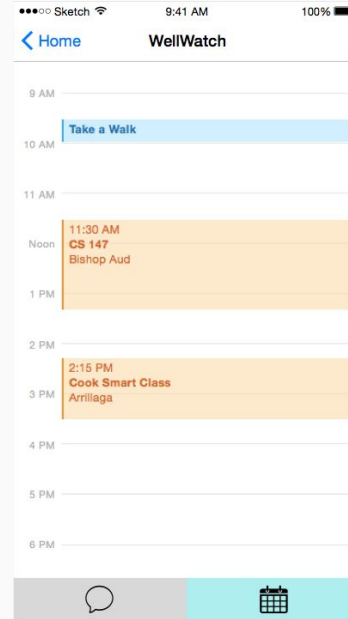 Sketch 9:41 AM 100%
Home WellWatch
9 AM
Take a Walk
10 AM
11 AM
11:30 AM
Noon CS 147
Bishop Aud
1 PM
2 PM
2:15 PM
Cook Smart Class
3 PM Arrillaga
4 PM
5 PM
6 PM